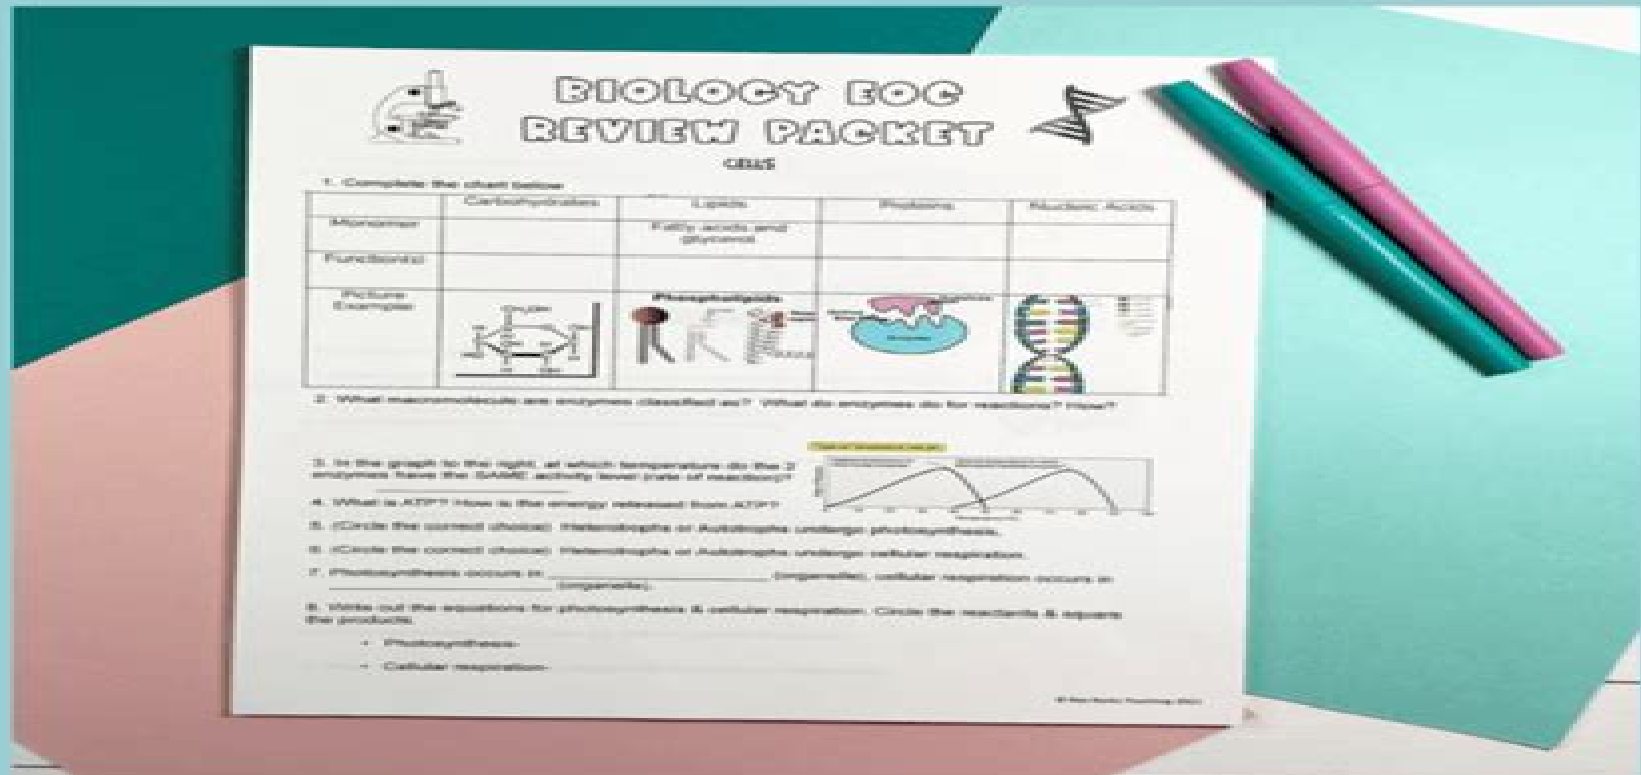 BIOLOGY EOC
REVIEW PACKET
CELLS
1. Complete the chart below
Carbohydrates Lipids Proteins Nucleic Acids
Monomer Fatty acids and
glycerol
Function(s)
Picture
Example:
Phospholipids
2. What macromolecule are enzymes classified as? What do enzymes do for reactions? How?
3. In the graph to the right, at which temperature do the 2
enzymes have the SAME activity level (rate of reaction)?
4. What is ATP? How is the energy released from ATP?
5. (Circle the correct choice) Heterotrophs or Autotrophs undergo photosynthesis.
6. (Circle the correct choice) Heterotrophs or Autotrophs undergo cellular respiration.
7. Photosynthesis occurs in (organelle), cellular respiration occurs in
(organelle).
8. Write out the equations for photosynthesis & cellular respiration. Circle the reactants & square
the products.
• Photosynthesis-
• Cellular respiration-